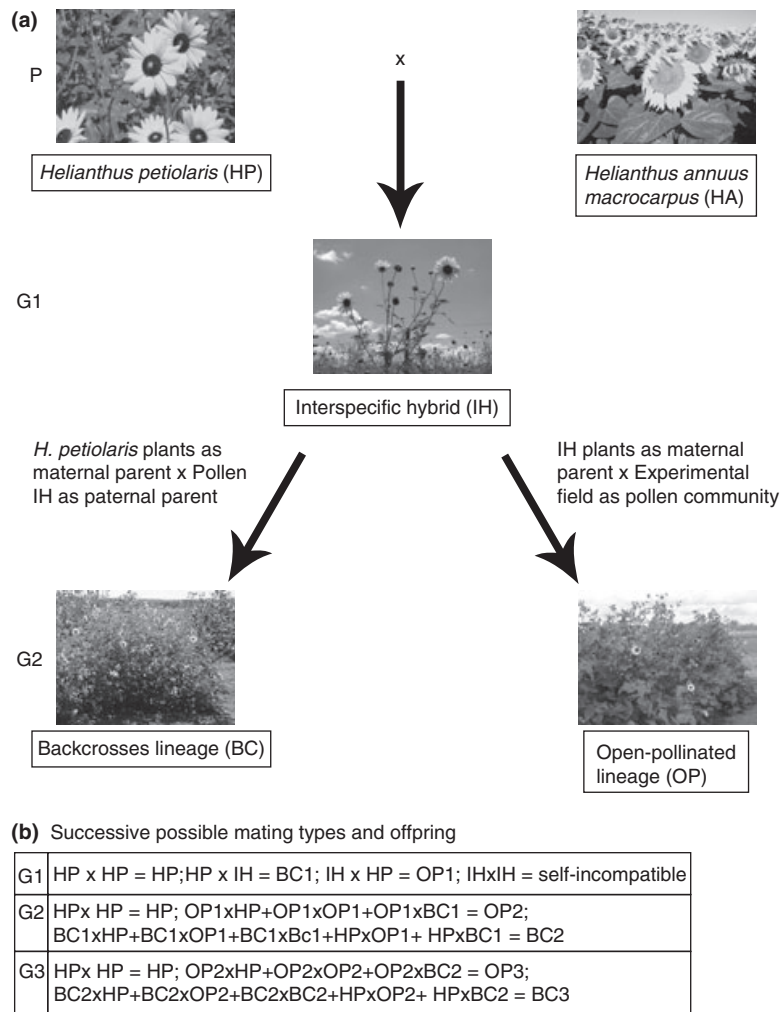 (a)
P
x
Helianthus petiolaris (HP)
Helianthus annuus
macrocarpus (HA)
G1
Interspecific hybrid (IH)
H. petiolaris plants as
maternal parent x Pollen
IH as paternal parent
IH plants as maternal
parent x Experimental
field as pollen community
G2
Backcrosses lineage (BC)
Open-pollinated
lineage (OP)
(b) Successive possible mating types and offpring
G1 HP x HP = HP;HP x IH = BC1; IH x HP = OP1; IHxIH = self-incompatible
G2 HPx HP = HP; OP1xHP+OP1xOP1+OP1xBC1 = OP2;
BC1xHP+BC1xOP1+BC1xBc1+HPxOP1+ HPxBC1 = BC2
G3 HPx HP = HP; OP2xHP+OP2xOP2+OP2xBC2 = OP3;
BC2xHP+BC2xOP2+BC2xBC2+HPxOP2+ HPxBC2 = BC3